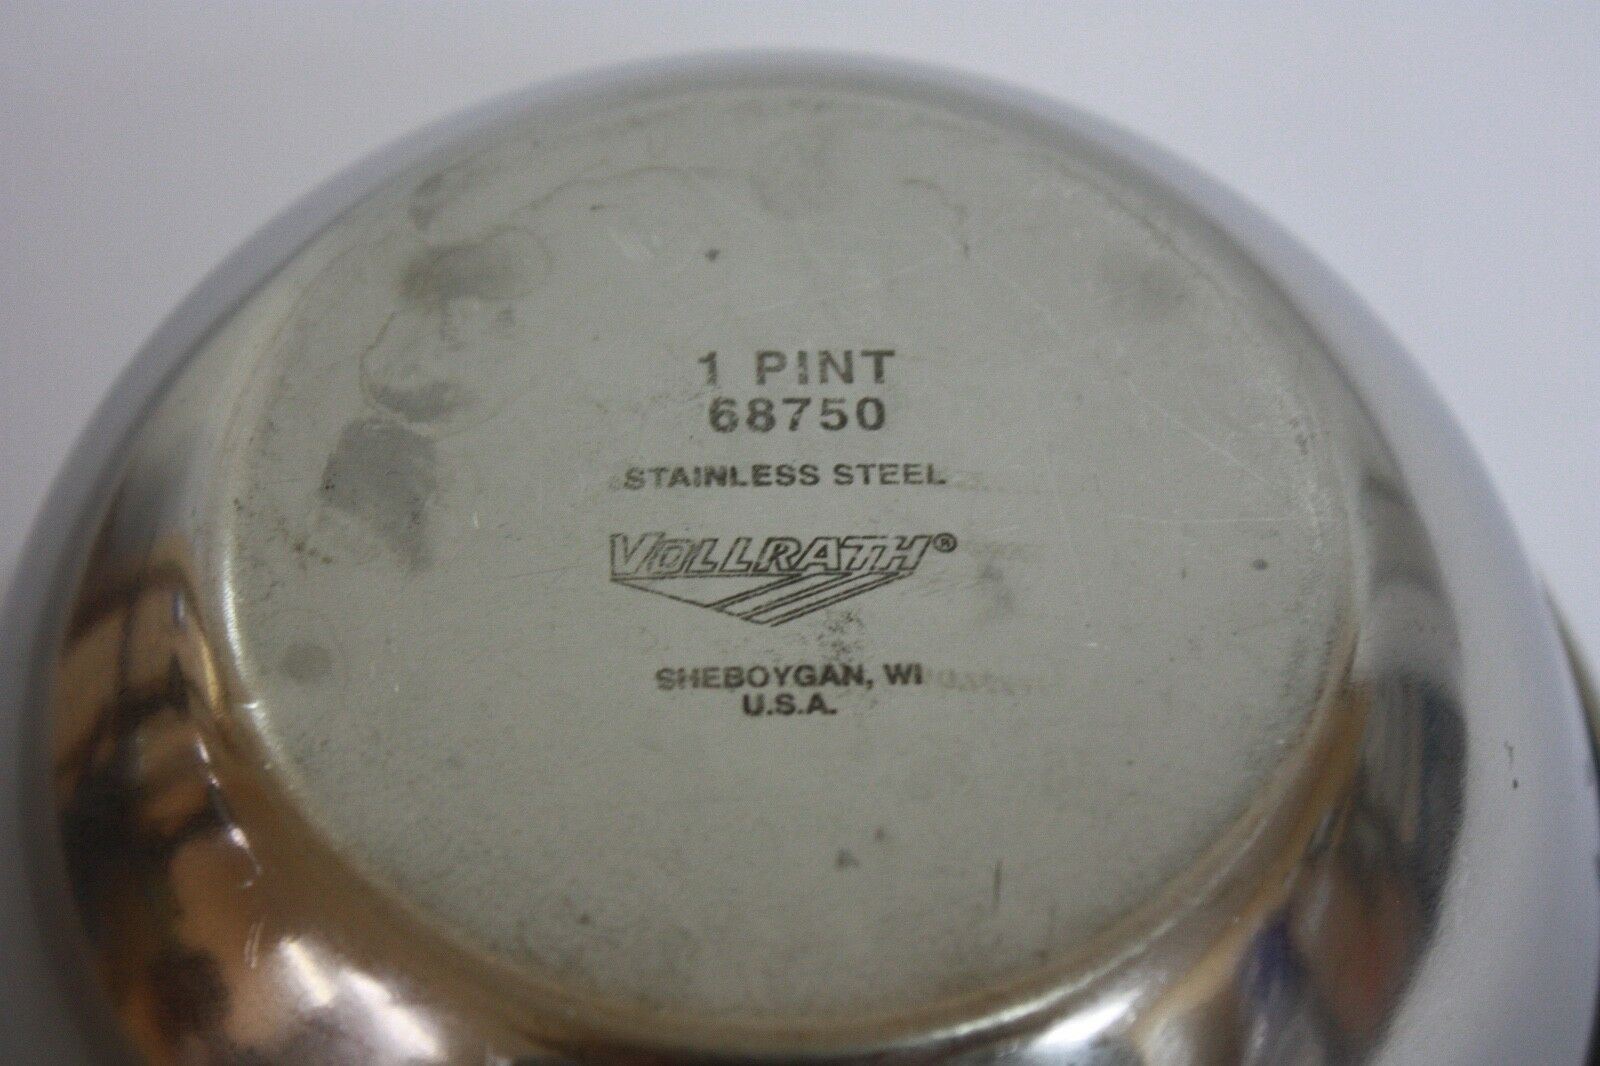 1 PINT
68750
STAINLESS STEEL
VOLLRATH®
SHEBOYGAN, WI
U.S.A.